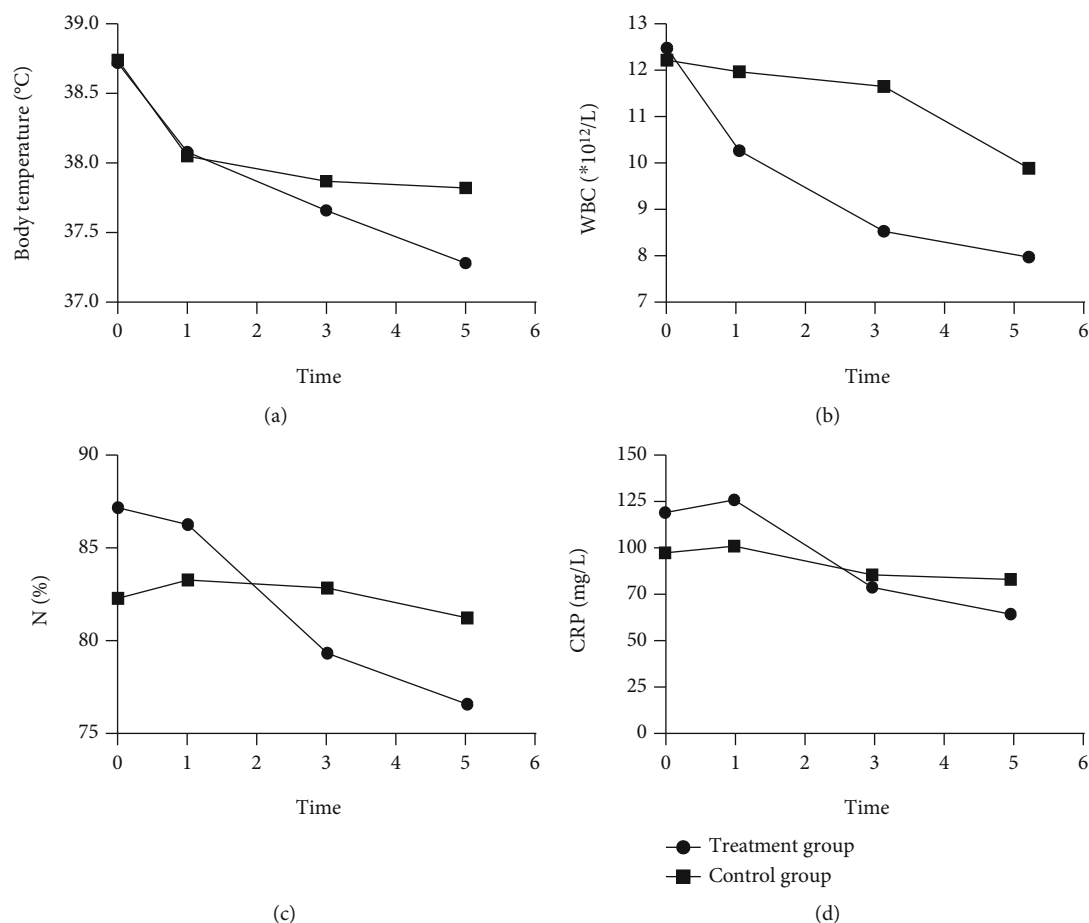 39.0
38.5
38.0
37.5
37.0
Body temperature (°C)
0 1 2 3 4 5 6
Time
(a)
13
12
11
10
9
8
7
WBC (*10¹²/L)
0 1 2 3 4 5 6
Time
(b)
90
85
80
75
N (%)
0 1 2 3 4 5 6
Time
(c)
150
125
100
70
50
25
0
CRP (mg/L)
0 1 2 3 4 5 6
Time
Treatment group
Control group
(d)